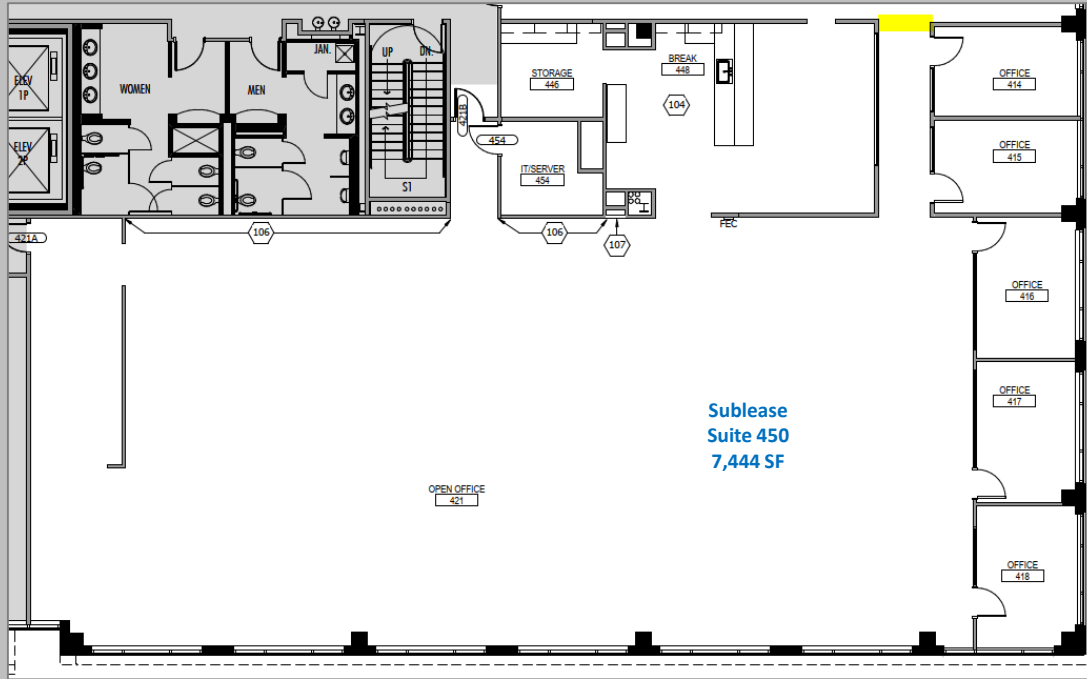 JAN.
UP
DN.
ELEV
1P
WOMEN
MEN
STORAGE
446
BREAK
448
OFFICE
414
104
421B
454
ELEV
2P
IT/SERVER
454
OFFICE
415
S1
FEC
421A
106
106
107
OFFICE
416
OFFICE
417
Sublease
Suite 450
7,444 SF
OPEN OFFICE
421
OFFICE
418